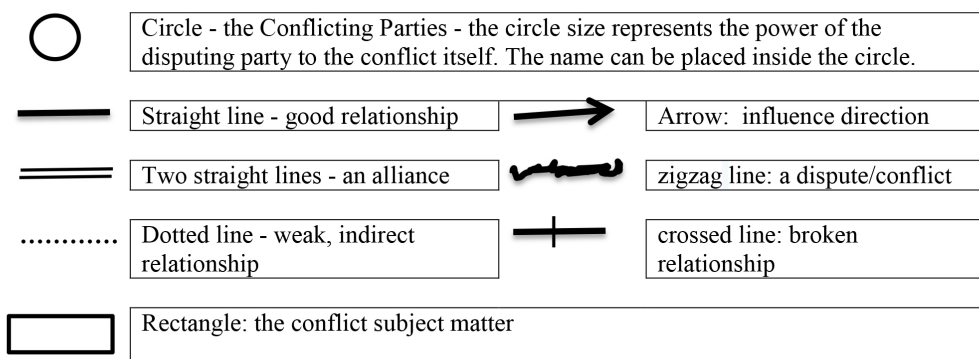 Circle - the Conflicting Parties - the circle size represents the power of the
disputing party to the conflict itself. The name can be placed inside the circle.
Straight line - good relationship
Arrow:  influence direction
Two straight lines - an alliance
zigzag line: a dispute/conflict
Dotted line - weak, indirect
relationship
crossed line: broken
relationship
Rectangle: the conflict subject matter